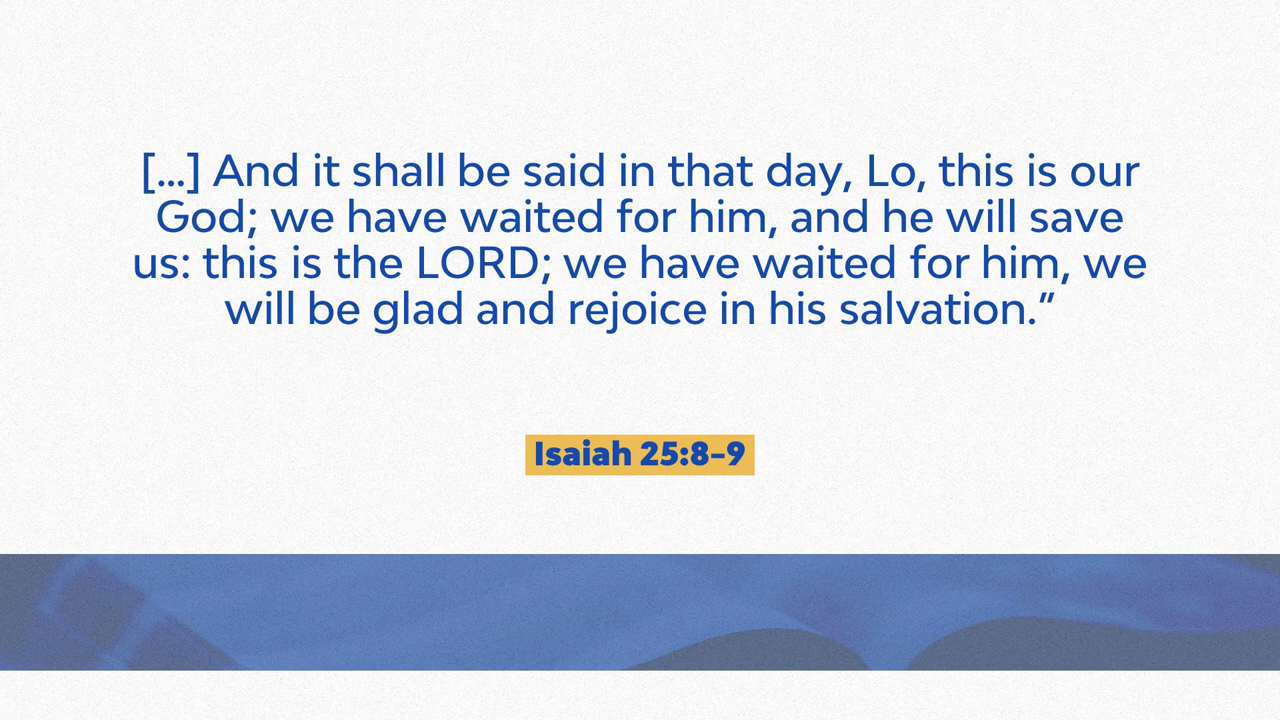 [...] And it shall be said in that day, Lo, this is our
God; we have waited for him, and he will save
us: this is the LORD; we have waited for him, we
will be glad and rejoice in his salvation.”
Isaiah 25:8–9